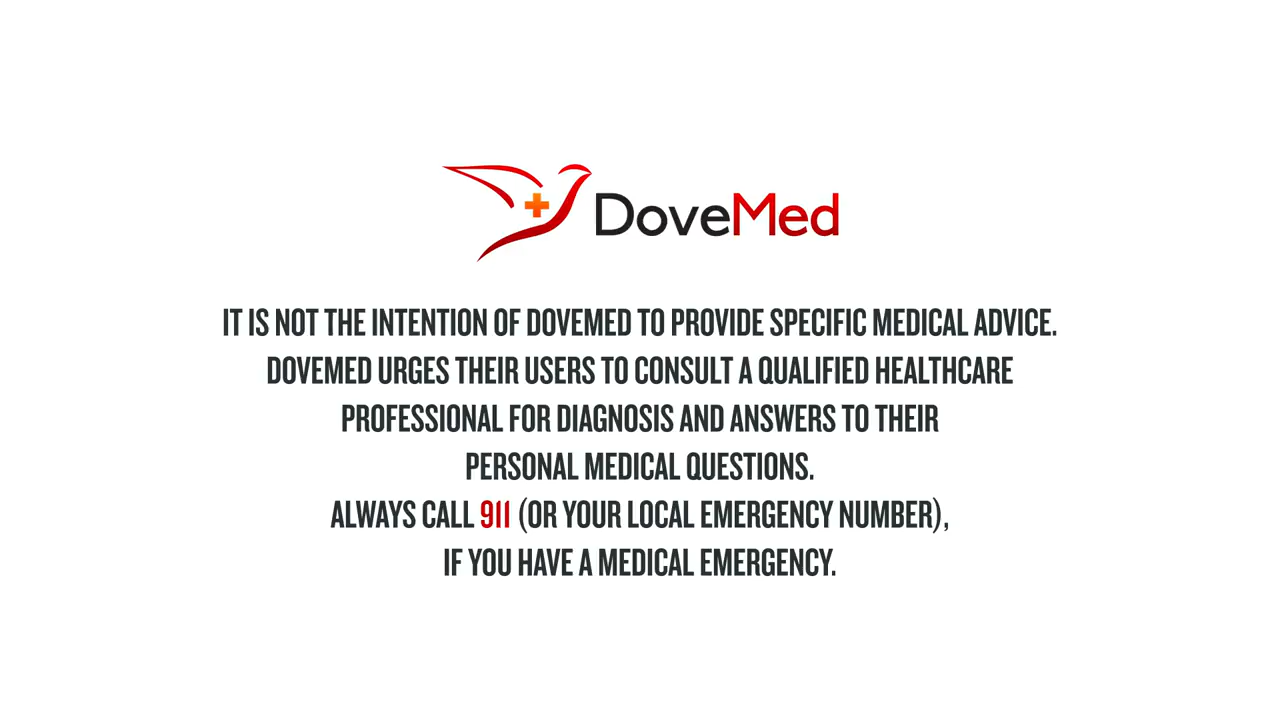 DoveMed
IT IS NOT THE INTENTION OF DOVEMED TO PROVIDE SPECIFIC MEDICAL ADVICE.
DOVEMED URGES THEIR USERS TO CONSULT A QUALIFIED HEALTHCARE
PROFESSIONAL FOR DIAGNOSIS AND ANSWERS TO THEIR
PERSONAL MEDICAL QUESTIONS.
ALWAYS CALL 911 (OR YOUR LOCAL EMERGENCY NUMBER),
IF YOU HAVE A MEDICAL EMERGENCY.